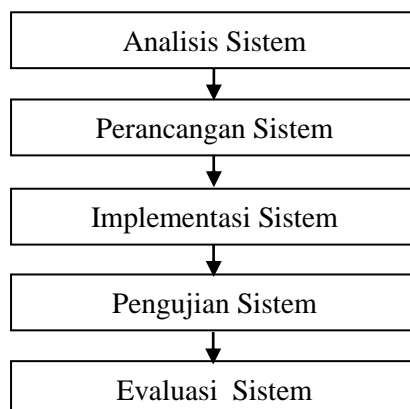 Analisis Sistem
Perancangan Sistem
Implementasi Sistem
Pengujian Sistem
Evaluasi  Sistem